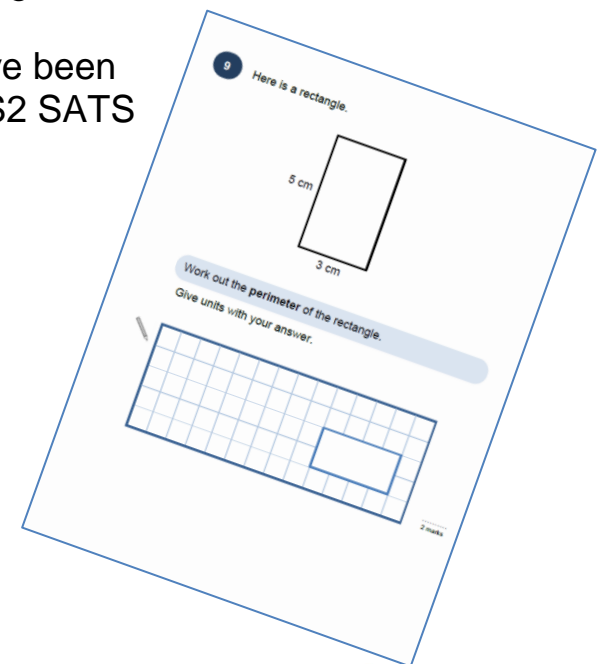 ve been
S2 SATS
9
Here is a rectangle.
5 cm
3 cm
Work out the perimeter of the rectangle.
Give units with your answer.
2 marks